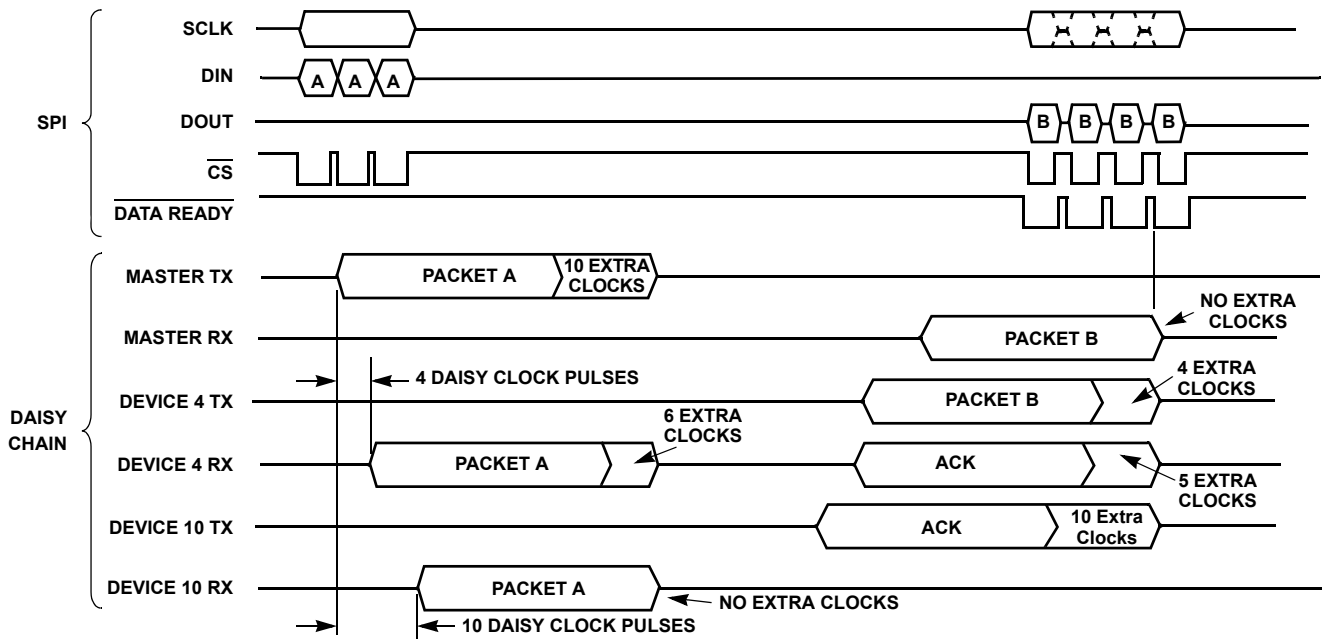 SPI
SCLK
DIN
A A A
DOUT
B B B B
CS
DATA READY
DAISY
CHAIN
MASTER TX
PACKET A
10 EXTRA
CLOCKS
MASTER RX
PACKET B
NO EXTRA
CLOCKS
4 DAISY CLOCK PULSES
DEVICE 4 TX
PACKET B
4 EXTRA
CLOCKS
6 EXTRA
CLOCKS
DEVICE 4 RX
PACKET A
ACK
5 EXTRA
CLOCKS
DEVICE 10 TX
ACK
10 Extra
Clocks
DEVICE 10 RX
PACKET A
NO EXTRA CLOCKS
10 DAISY CLOCK PULSES